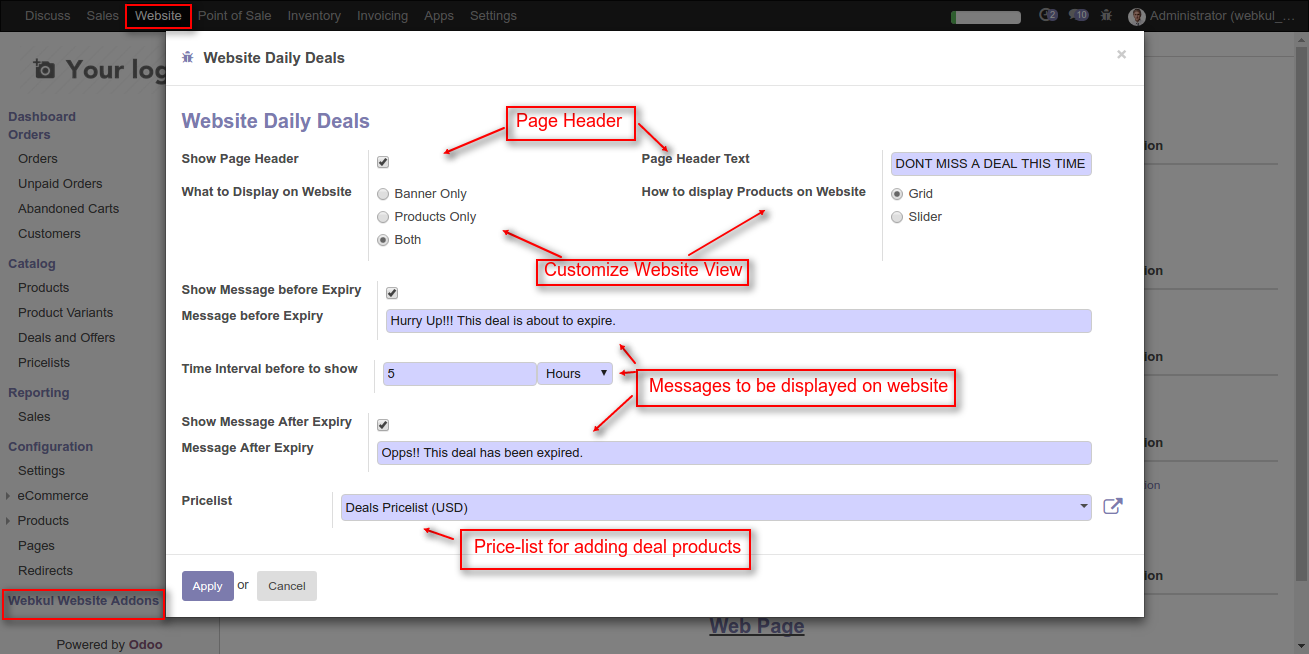 Discuss Sales Website Point of Sale Inventory Invoicing Apps Settings 2 10 Administrator (webkul_...
Your log
Website Daily Deals ×
Dashboard
Orders
Orders
Unpaid Orders
Abandoned Carts
Customers
Catalog
Products
Product Variants
Deals and Offers
Pricelists
Reporting
Sales
Configuration
Settings
eCommerce
Products
Pages
Redirects
Webkul Website Addons
Powered by Odoo
Website Daily Deals
Page Header
Show Page Header
Page Header Text DONT MISS A DEAL THIS TIME
What to Display on Website
Banner Only
Products Only
Both
How to display Products on Website
Grid
Slider
Customize Website View
Show Message before Expiry
Message before Expiry Hurry Up!!! This deal is about to expire.
Time Interval before to show 5 Hours
Messages to be displayed on website
Show Message After Expiry
Message After Expiry Opps!! This deal has been expired.
Pricelist Deals Pricelist (USD)
Price-list for adding deal products
Apply or Cancel
ion
ion
ion
ion
ion
ion
Web Page